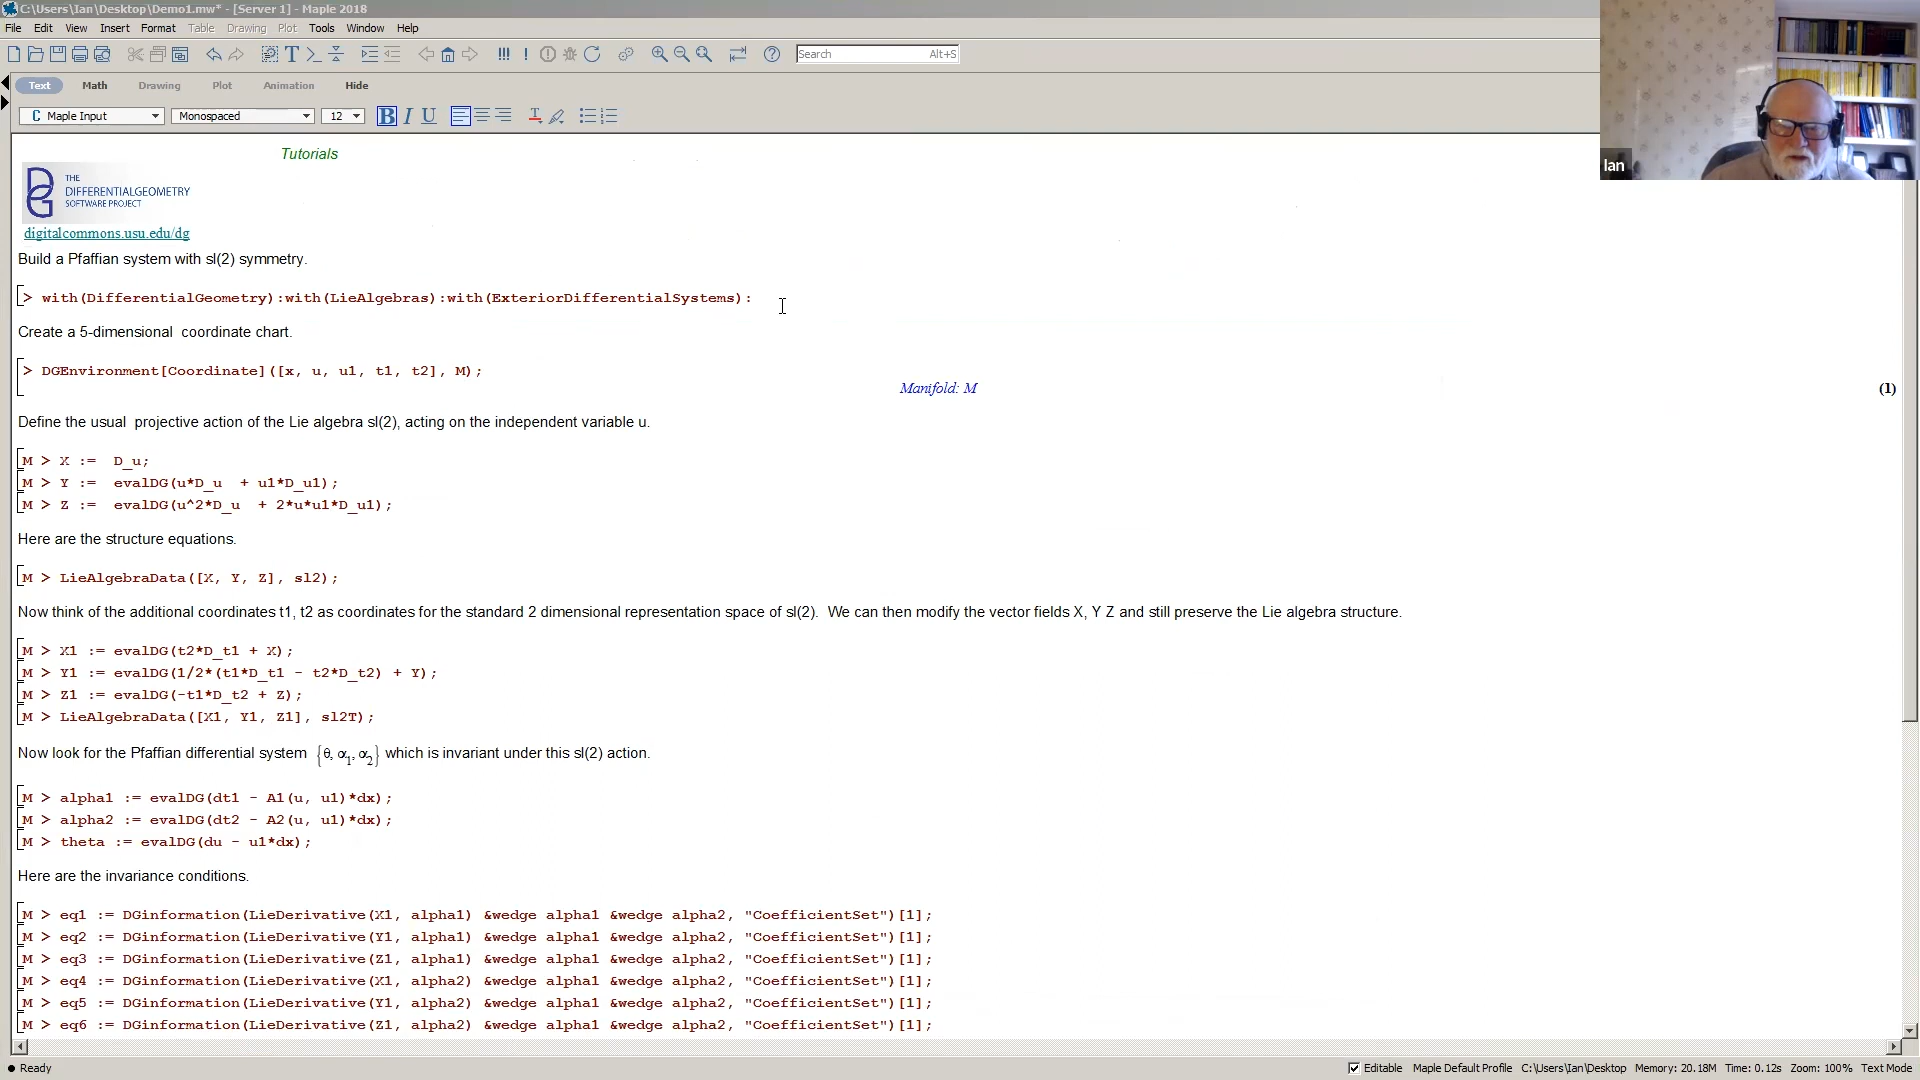 C:\Users\Ian\Desktop\Demo1.mw* - [Server 1] - Maple 2018
File Edit View Insert Format Table Drawing Plot Tools Window Help
Search Alt+S
Text Math Drawing Plot Animation Hide
C Maple Input Monospaced 12 B I U
Ian
Tutorials
DG THE DIFFERENTIALGEOMETRY SOFTWARE PROJECT
digitalcommons.usu.edu/dg
Build a Pfaffian system with sl(2) symmetry.
> with(DifferentialGeometry):with(LieAlgebras):with(ExteriorDifferentialSystems):
Create a 5-dimensional coordinate chart.
> DGEnvironment[Coordinate]([x, u, u1, t1, t2], M);
Manifold: M (1)
Define the usual projective action of the Lie algebra sl(2), acting on the independent variable u.
M > X := D_u;
M > Y := evalDG(u*D_u + u1*D_u1);
M > Z := evalDG(u^2*D_u + 2*u*u1*D_u1);
Here are the structure equations.
M > LieAlgebraData([X, Y, Z], sl2);
Now think of the additional coordinates t1, t2 as coordinates for the standard 2 dimensional representation space of sl(2). We can then modify the vector fields X, Y Z and still preserve the Lie algebra structure.
M > X1 := evalDG(t2*D_t1 + X);
M > Y1 := evalDG(1/2*(t1*D_t1 - t2*D_t2) + Y);
M > Z1 := evalDG(-t1*D_t2 + Z);
M > LieAlgebraData([X1, Y1, Z1], sl2T);
Now look for the Pfaffian differential system {θ, α1, α2} which is invariant under this sl(2) action.
M > alpha1 := evalDG(dt1 - A1(u, u1)*dx);
M > alpha2 := evalDG(dt2 - A2(u, u1)*dx);
M > theta := evalDG(du - u1*dx);
Here are the invariance conditions.
M > eq1 := DGinformation(LieDerivative(X1, alpha1) &wedge alpha1 &wedge alpha2, "CoefficientSet")[1];
M > eq2 := DGinformation(LieDerivative(Y1, alpha1) &wedge alpha1 &wedge alpha2, "CoefficientSet")[1];
M > eq3 := DGinformation(LieDerivative(Z1, alpha1) &wedge alpha1 &wedge alpha2, "CoefficientSet")[1];
M > eq4 := DGinformation(LieDerivative(X1, alpha2) &wedge alpha1 &wedge alpha2, "CoefficientSet")[1];
M > eq5 := DGinformation(LieDerivative(Y1, alpha2) &wedge alpha1 &wedge alpha2, "CoefficientSet")[1];
M > eq6 := DGinformation(LieDerivative(Z1, alpha2) &wedge alpha1 &wedge alpha2, "CoefficientSet")[1];
Ready
Editable Maple Default Profile C:\Users\Ian\Desktop Memory: 20.18M Time: 0.12s Zoom: 100% Text Mode